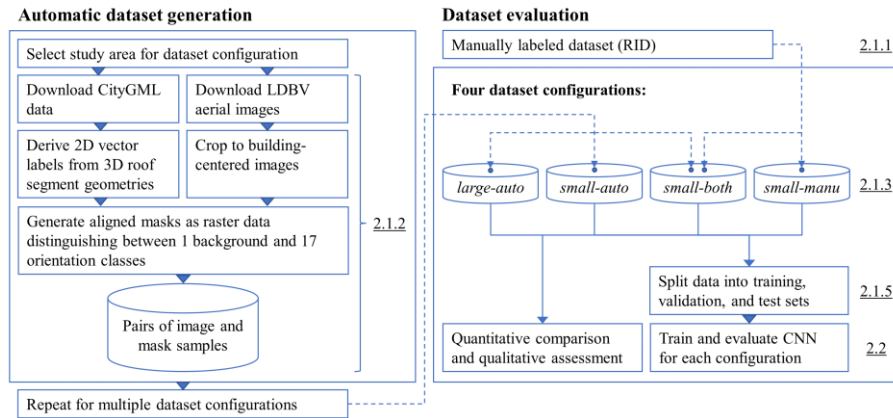 Automatic dataset generation
Select study area for dataset configuration
Download CityGML
data
Download LDBV
aerial images
Derive 2D vector
labels from 3D roof
segment geometries
Crop to building-
centered images
Generate aligned masks as raster data
distinguishing between 1 background and 17
orientation classes
2.1.2
Pairs of image and
mask samples
Repeat for multiple dataset configurations
Dataset evaluation
Manually labeled dataset (RID)
2.1.1
Four dataset configurations:
large-auto
small-auto
small-both
small-manu
2.1.3
Split data into training,
validation, and test sets
2.1.5
Quantitative comparison
and qualitative assessment
Train and evaluate CNN
for each configuration
2.2